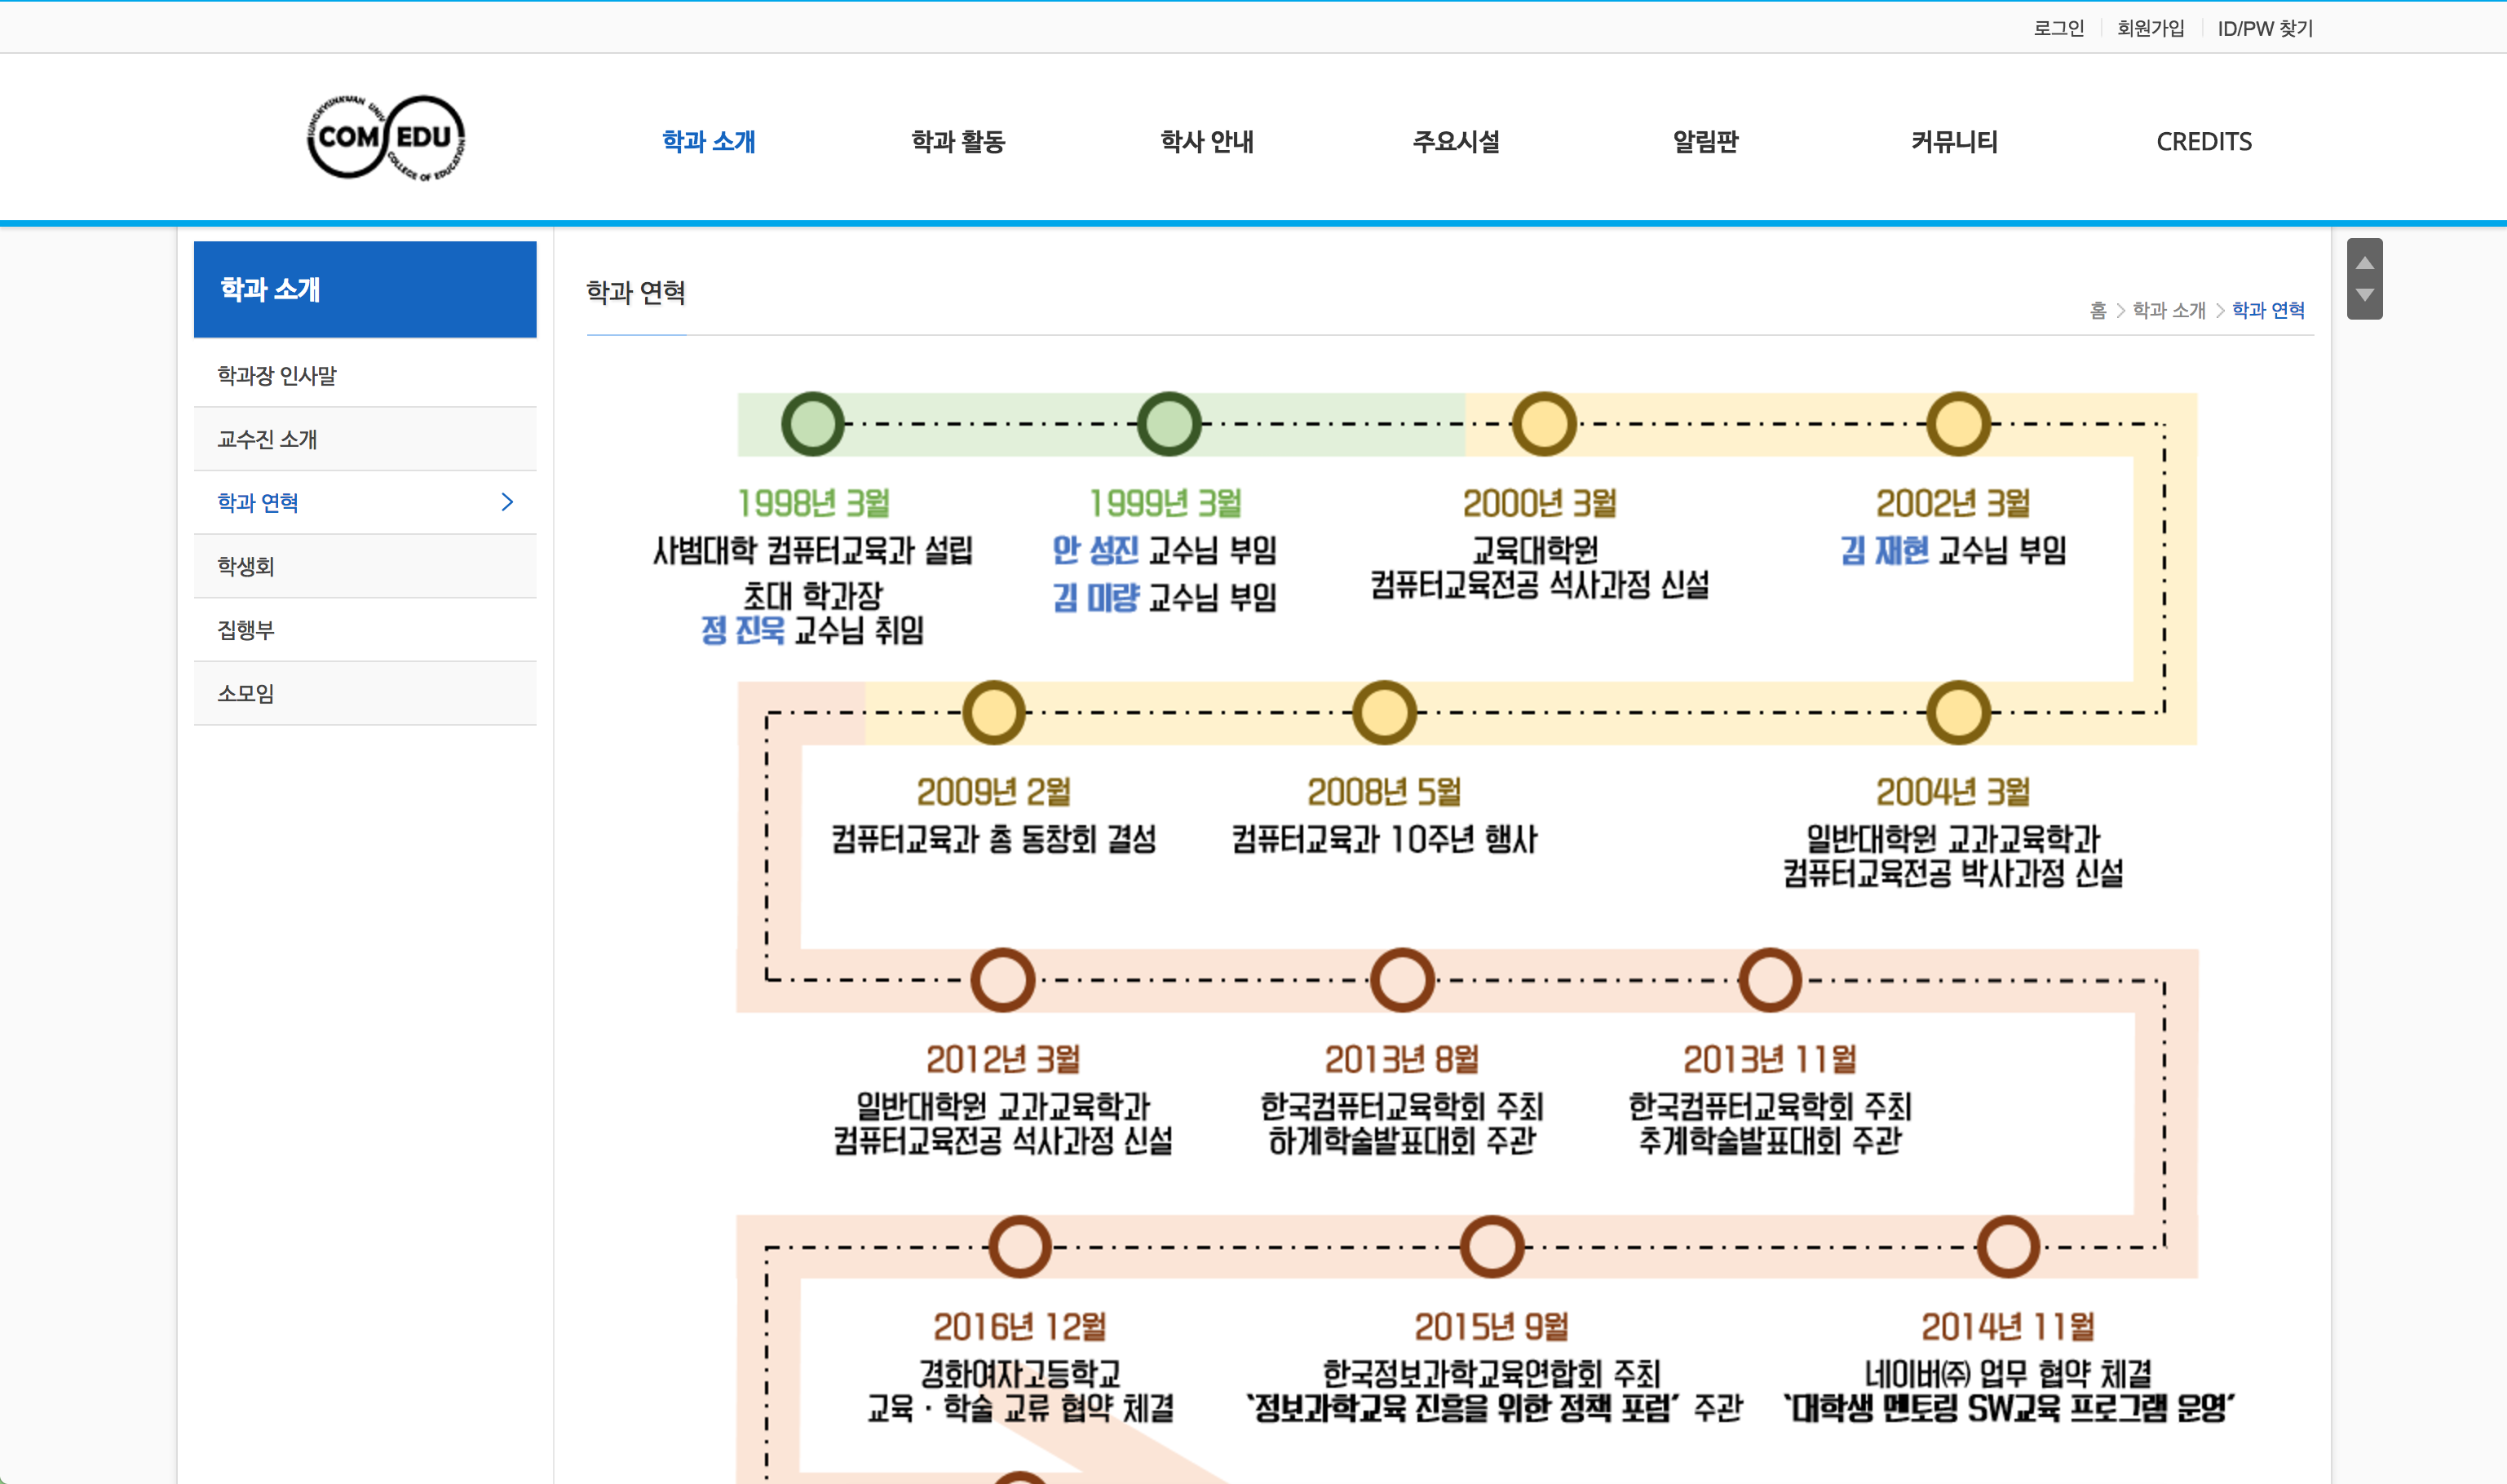 로그인
회원가입
ID/PW 찾기
SUNGKYUNKWAN UNIV
COM EDU
COLLEGE OF EDUCATION
학과 소개
학과 활동
학사 안내
주요시설
알림판
커뮤니티
CREDITS
학과 소개
학과장 인사말
교수진 소개
학과 연혁
학생회
집행부
소모임
학과 연혁
홈 > 학과 소개 > 학과 연혁
1998년 3월
사범대학 컴퓨터교육과 설립
초대 학과장
정 진욱 교수님 취임
1999년 3월
안 성진 교수님 부임
김 미량 교수님 부임
2000년 3월
교육대학원
컴퓨터교육전공 석사과정 신설
2002년 3월
김 재현 교수님 부임
2009년 2월
컴퓨터교육과 총 동창회 결성
2008년 5월
컴퓨터교육과 10주년 행사
2004년 3월
일반대학원 교과교육학과
컴퓨터교육전공 박사과정 신설
2012년 3월
일반대학원 교과교육학과
컴퓨터교육전공 석사과정 신설
2013년 8월
한국컴퓨터교육학회 주최
하계학술발표대회 주관
2013년 11월
한국컴퓨터교육학회 주최
추계학술발표대회 주관
2016년 12월
경화여자고등학교
교육 · 학술 교류 협약 체결
2015년 9월
한국정보과학교육연합회 주최
‘정보과학교육 진흥을 위한 정책 포럼’ 주관
2014년 11월
네이버㈜ 업무 협약 체결
‘대학생 멘토링 SW교육 프로그램 운영’